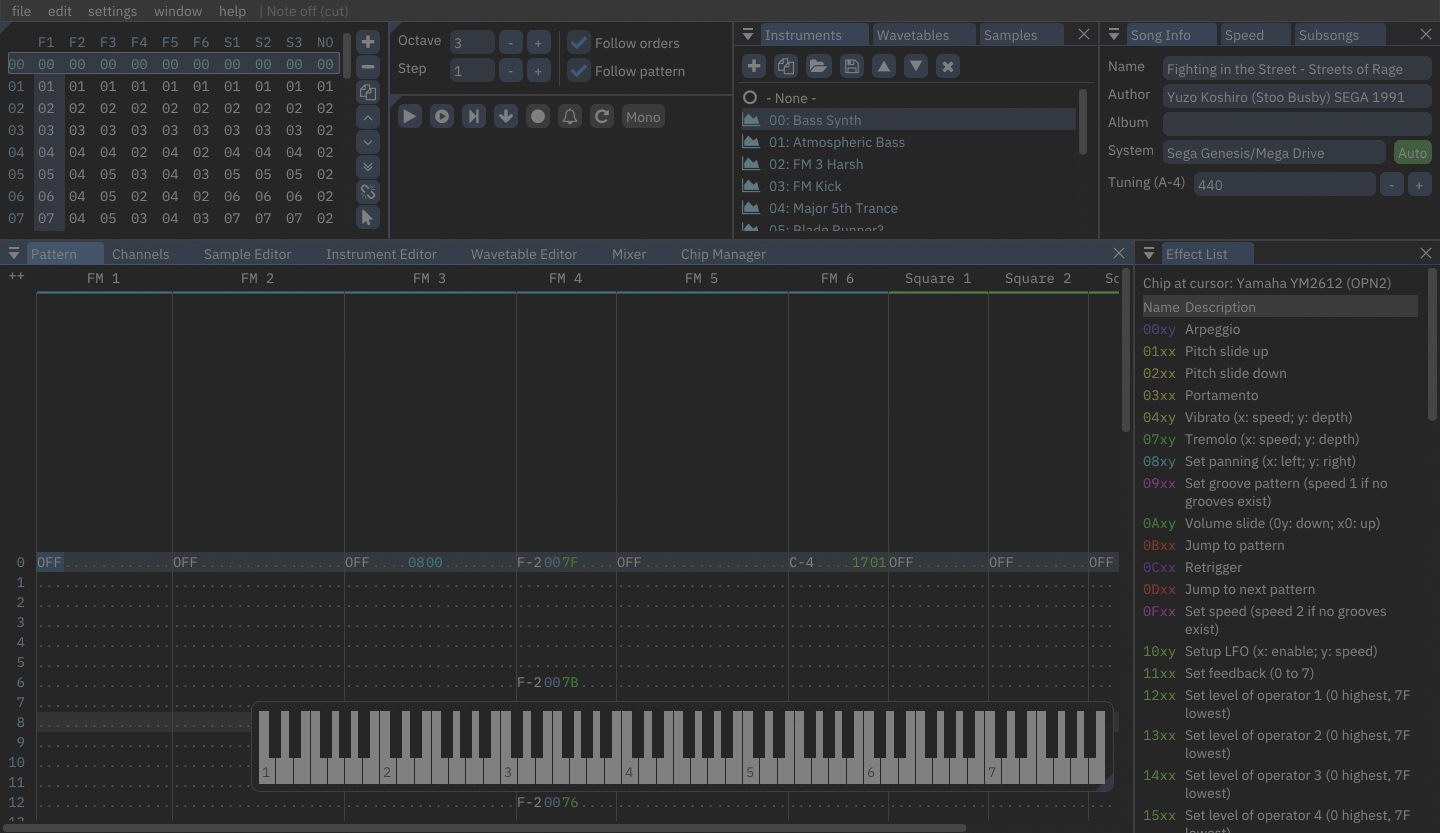 file edit settings window help | Note off (cut)
F1 F2 F3 F4 F5 F6 S1 S2 S3 NO
00 00 00 00 00 00 00 00 00 00 00
01 01 01 01 01 01 01 01 01 01 01
02 02 02 02 02 02 02 02 02 02 02
03 03 03 03 03 03 03 03 03 03 02
04 04 04 05 02 04 02 04 04 04 02
05 05 04 05 03 04 03 05 05 05 02
06 06 04 05 02 04 02 06 06 06 02
07 07 04 05 03 04 03 07 07 07 02
Octave 3 - +
Step 1 - +
Follow orders
Follow pattern
Mono
Instruments Wavetables Samples
- None -
00: Bass Synth
01: Atmospheric Bass
02: FM 3 Harsh
03: FM Kick
04: Major 5th Trance
05: Blade Runner?
Song Info Speed Subsongs
Name Fighting in the Street - Streets of Rage
Author Yuzo Koshiro (Stoo Busby) SEGA 1991
Album
System Sega Genesis/Mega Drive Auto
Tuning (A-4) 440 - +
Pattern Channels Sample Editor Instrument Editor Wavetable Editor Mixer Chip Manager
++ FM 1 FM 2 FM 3 FM 4 FM 5 FM 6 Square 1 Square 2 Sc
0 OFF.......... OFF.......... OFF....0800 F-2007F.... OFF.......... C-4....1701 OFF...... OFF...... OFF
1
2
3
4
5
6 F-2007B....
7
8
9
10
11
12 F-20076....
1 2 3 4 5 6 7
Effect List
Chip at cursor: Yamaha YM2612 (OPN2)
Name Description
00xy Arpeggio
01xx Pitch slide up
02xx Pitch slide down
03xx Portamento
04xy Vibrato (x: speed; y: depth)
07xy Tremolo (x: speed; y: depth)
08xy Set panning (x: left; y: right)
09xx Set groove pattern (speed 1 if no
grooves exist)
0Axy Volume slide (0y: down; x0: up)
0Bxx Jump to pattern
0Cxx Retrigger
0Dxx Jump to next pattern
0Fxx Set speed (speed 2 if no grooves
exist)
10xy Setup LFO (x: enable; y: speed)
11xx Set feedback (0 to 7)
12xx Set level of operator 1 (0 highest, 7F
lowest)
13xx Set level of operator 2 (0 highest, 7F
lowest)
14xx Set level of operator 3 (0 highest, 7F
lowest)
15xx Set level of operator 4 (0 highest, 7F
lowest)